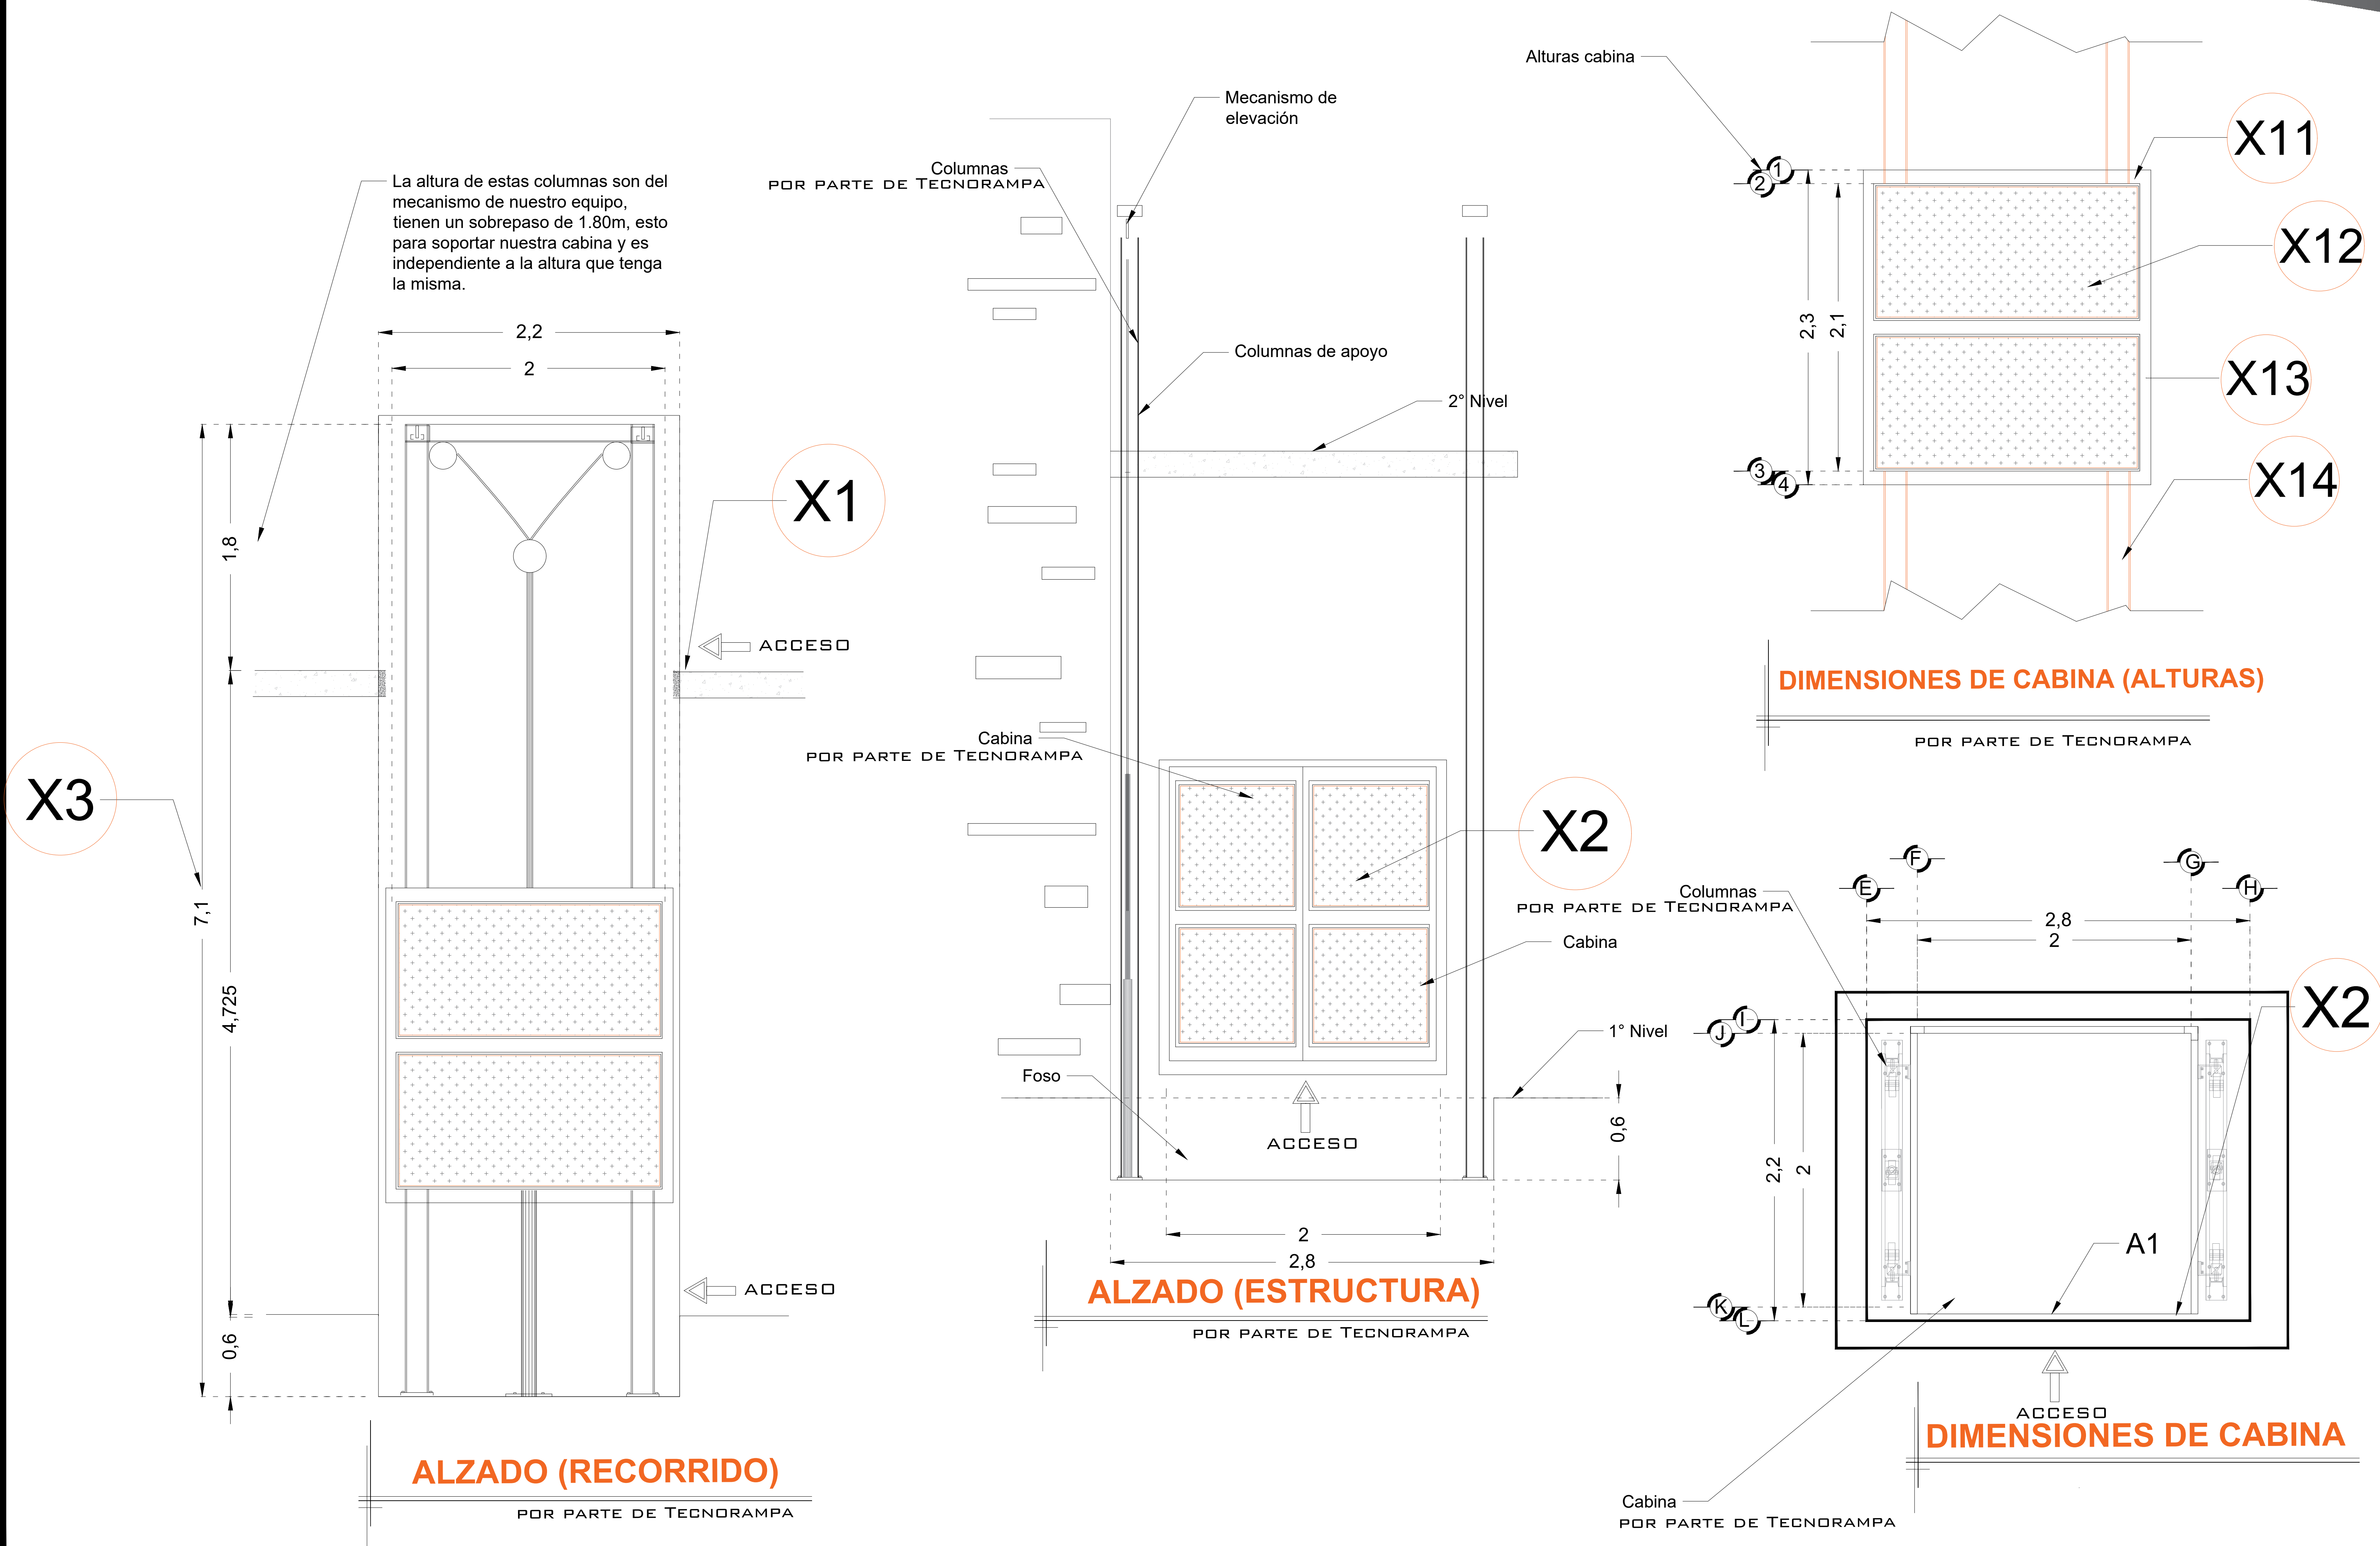 La altura de estas columnas son del
mecanismo de nuestro equipo,
tienen un sobrepaso de 1.80m, esto
para soportar nuestra cabina y es
independiente a la altura que tenga
la misma.
2,2
2
1,8
X1
ACCESO
X3
7,1
4,725
ACCESO
0,6
ALZADO (RECORRIDO)
POR PARTE DE TECNORAMPA
Mecanismo de
elevación
Columnas
POR PARTE DE TECNORAMPA
Columnas de apoyo
2° Nivel
Cabina
POR PARTE DE TECNORAMPA
X2
Cabina
1° Nivel
Foso
ACCESO
0,6
2
2,8
ALZADO (ESTRUCTURA)
POR PARTE DE TECNORAMPA
Alturas cabina
1
2
X11
X12
2,3
2,1
X13
3
4
X14
DIMENSIONES DE CABINA (ALTURAS)
POR PARTE DE TECNORAMPA
F
G
E
H
Columnas
POR PARTE DE TECNORAMPA
2,8
2
X2
I
J
2,2
2
A1
K
L
ACCESO
DIMENSIONES DE CABINA
Cabina
POR PARTE DE TECNORAMPA